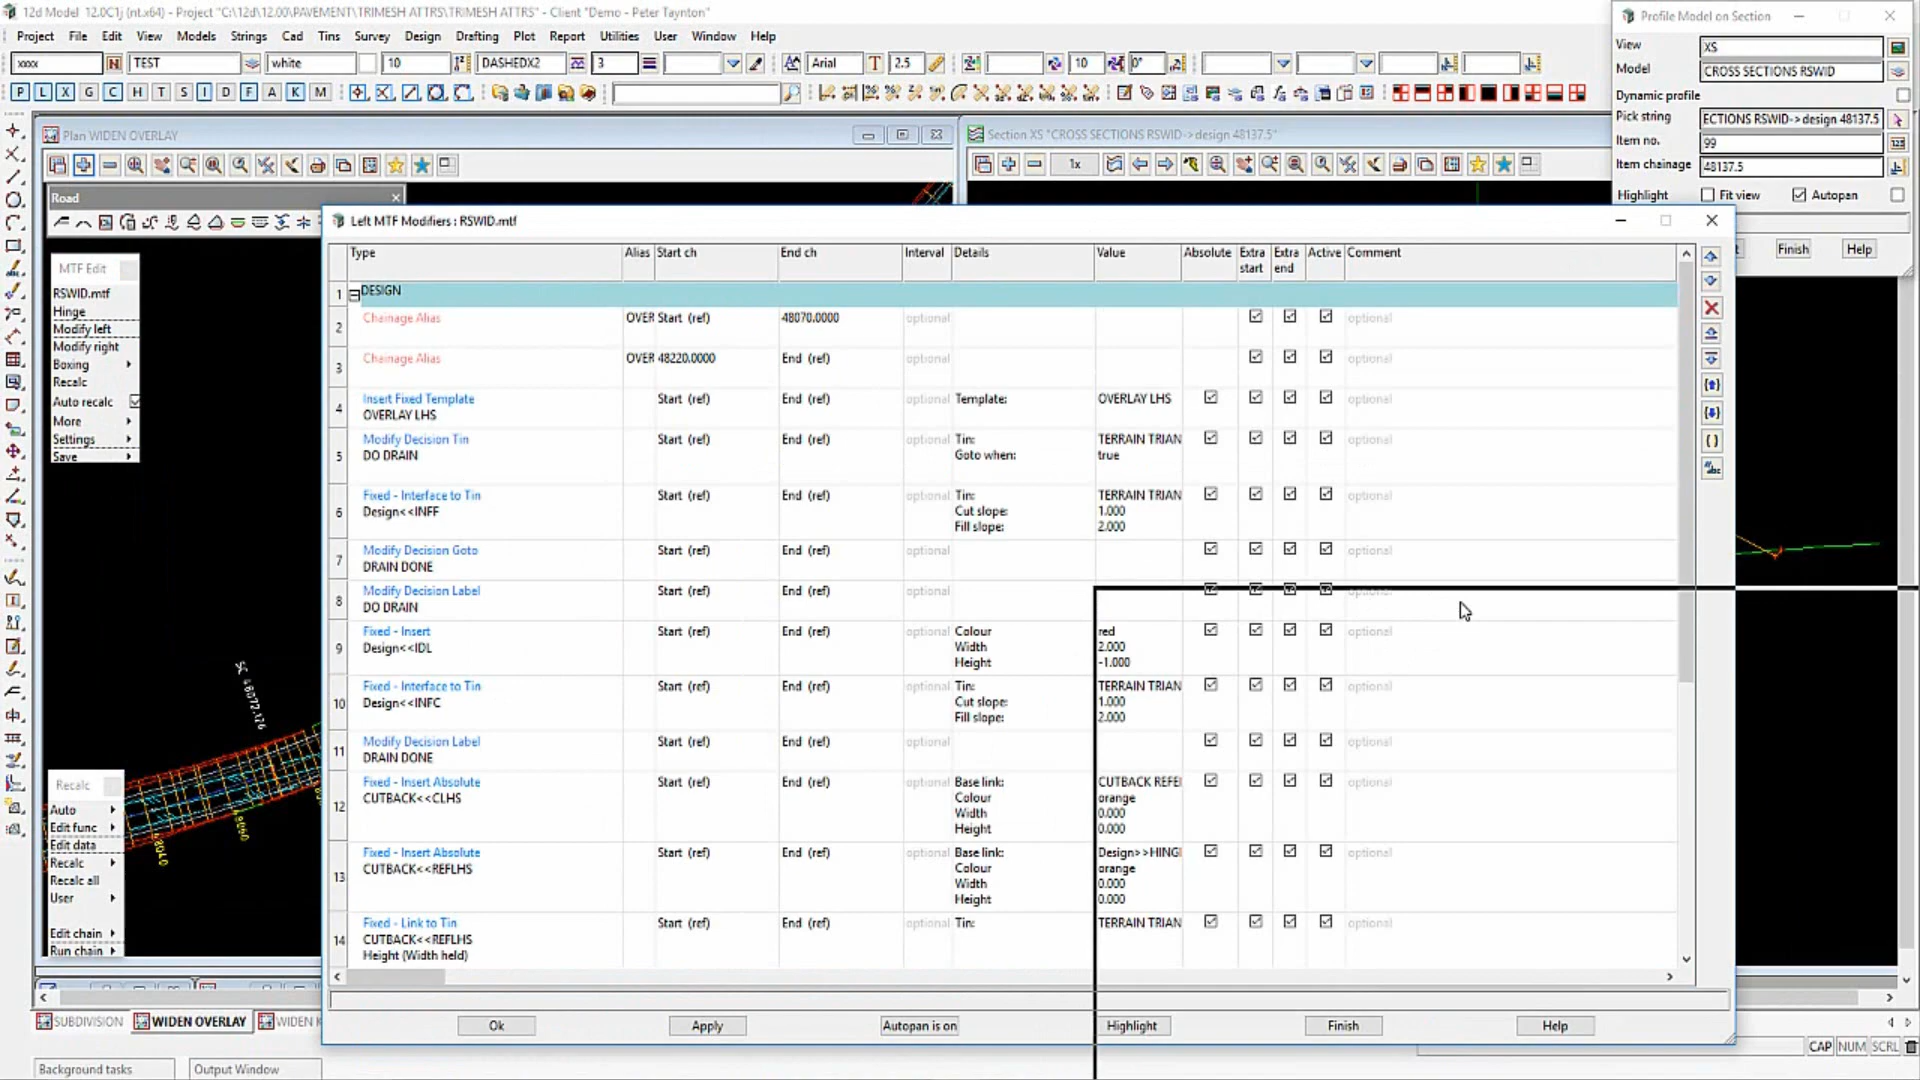 12d Model 12.0C1j (nt.x64) - Project "C:\12d\12.00\PAVEMENT\TRIMESH ATTRS\TRIMESH ATTRS" - Client "Demo - Peter Taynton"
Project File Edit View Models Strings Cad Tins Survey Design Drafting Plot Report Utilities User Window Help
xxxx N TEST white 10 DASHEDX2 3 Arial T 2.5 10 0°
P L X G C H T S I D F A K M
Profile Model on Section
View XS
Model CROSS SECTIONS RSWID
Dynamic profile
Pick string ECTIONS RSWID->design 48137.5
Item no. 99
Item chainage 48137.5
Highlight Fit view Autopan
Finish Help
Plan WIDEN OVERLAY
Section XS "CROSS SECTIONS RSWID->design 48137.5"
1x
Road
MTF Edit
RSWID.mtf
Hinge
Modify left
Modify right
Boxing
Recalc
Auto recalc
More
Settings
Save
SC 48072.126
48040
48060
Recalc
Auto
Edit func
Edit data
Recalc
Recalc all
User
Edit chain
Run chain
Left MTF Modifiers : RSWID.mtf
Type Alias Start ch End ch Interval Details Value Absolute Extra start Extra end Active Comment
1 DESIGN
2 Chainage Alias OVER Start (ref) 48070.0000 optional optional
3 Chainage Alias OVER 48220.0000 End (ref) optional optional
4 Insert Fixed Template Start (ref) End (ref) optional Template: OVERLAY LHS optional
OVERLAY LHS
5 Modify Decision Tin Start (ref) End (ref) optional Tin: TERRAIN TRIAN optional
DO DRAIN Goto when: true
6 Fixed - Interface to Tin Start (ref) End (ref) optional Tin: TERRAIN TRIAN optional
Design<<INFF Cut slope: 1.000
Fill slope: 2.000
7 Modify Decision Goto Start (ref) End (ref) optional optional
DRAIN DONE
8 Modify Decision Label Start (ref) End (ref) optional optional
DO DRAIN
9 Fixed - Insert Start (ref) End (ref) optional Colour red optional
Design<<IDL Width 2.000
Height -1.000
10 Fixed - Interface to Tin Start (ref) End (ref) optional Tin: TERRAIN TRIAN optional
Design<<INFC Cut slope: 1.000
Fill slope: 2.000
11 Modify Decision Label Start (ref) End (ref) optional optional
DRAIN DONE
12 Fixed - Insert Absolute Start (ref) End (ref) optional Base link: CUTBACK REFE optional
CUTBACK<<CLHS Colour orange
Width 0.000
Height 0.000
13 Fixed - Insert Absolute Start (ref) End (ref) optional Base link: Design>>HING optional
CUTBACK<<REFLHS Colour orange
Width 0.000
Height 0.000
14 Fixed - Link to Tin Start (ref) End (ref) optional Tin: TERRAIN TRIAN optional
CUTBACK<<REFLHS
Height (Width held)
Ok Apply Autopan is on Highlight Finish Help
SUBDIVISION WIDEN OVERLAY WIDEN
CAP NUM SCRL
Background tasks Output Window